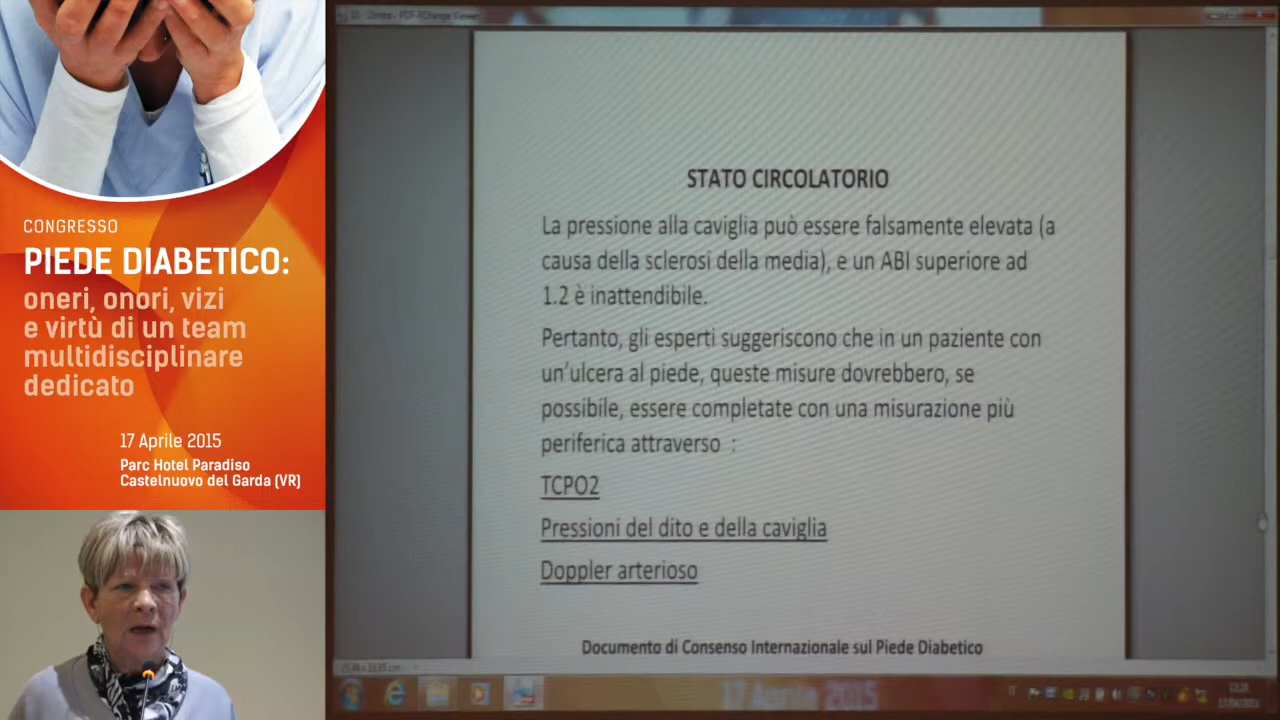 CONGRESSO
PIEDE DIABETICO:
oneri, onori, vizi
e virtù di un team
multidisciplinare
dedicato
17 Aprile 2015
Parc Hotel Paradiso
Castelnuovo del Garda (VR)
STATO CIRCOLATORIO
La pressione alla caviglia può essere falsamente elevata (a
causa della sclerosi della media), e un ABI superiore ad
1.2 è inattendibile.
Pertanto, gli esperti suggeriscono che in un paziente con
un'ulcera al piede, queste misure dovrebbero, se
possibile, essere completate con una misurazione più
periferica attraverso :
TCPO2
Pressioni del dito e della caviglia
Doppler arterioso
Documento di Consenso Internazionale sul Piede Diabetico
17 Aprile 2015
IT